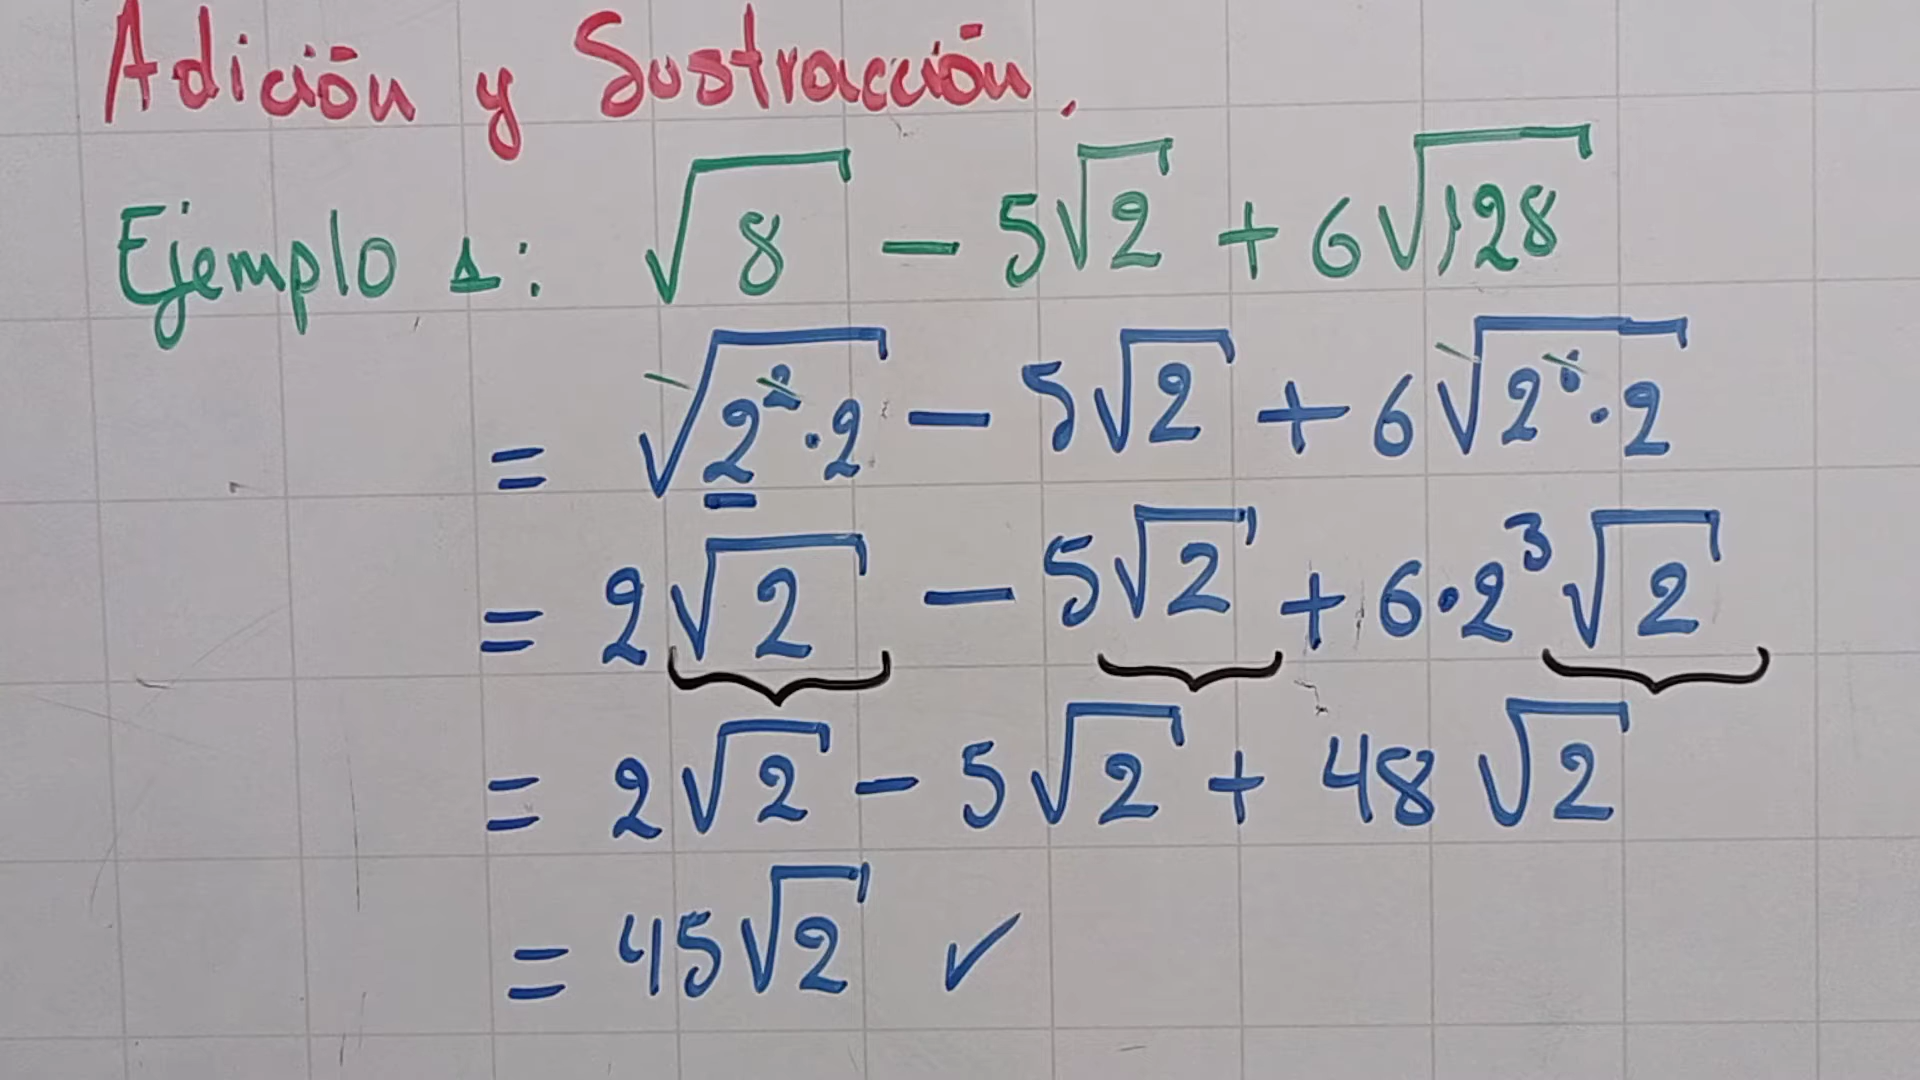 Adición y Sustracción.
Ejemplo 1: √8 - 5√2 + 6√128
= √2²·2 - 5√2 + 6√2⁶·2
= 2√2 - 5√2 + 6·2³√2
= 2√2 - 5√2 + 48√2
= 45√2 ✓